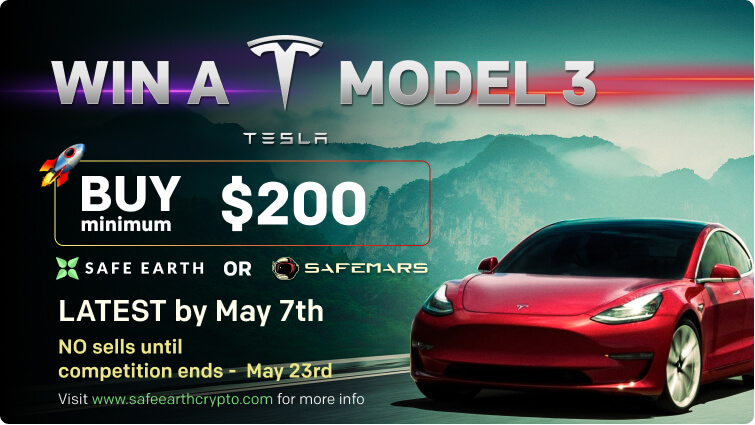 WIN A MODEL 3
TESLA
BUY
minimum
$200
SAFE EARTH OR SAFEMARS
LATEST by May 7th
NO sells until
competition ends - May 23rd
Visit www.safeearthcrypto.com for more info